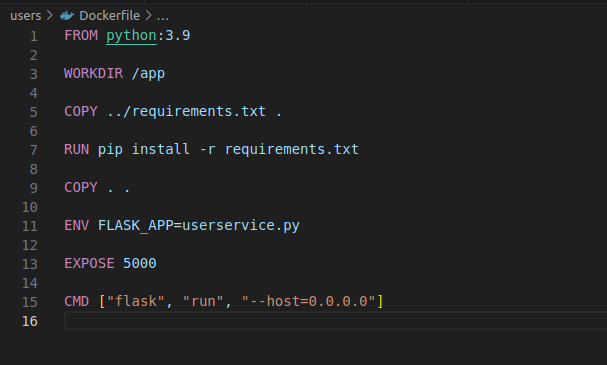 users > Dockerfile > ...
1 FROM python:3.9
2
3 WORKDIR /app
4
5 COPY ../requirements.txt .
6
7 RUN pip install -r requirements.txt
8
9 COPY . .
10
11 ENV FLASK_APP=userservice.py
12
13 EXPOSE 5000
14
15 CMD ["flask", "run", "--host=0.0.0.0"]
16